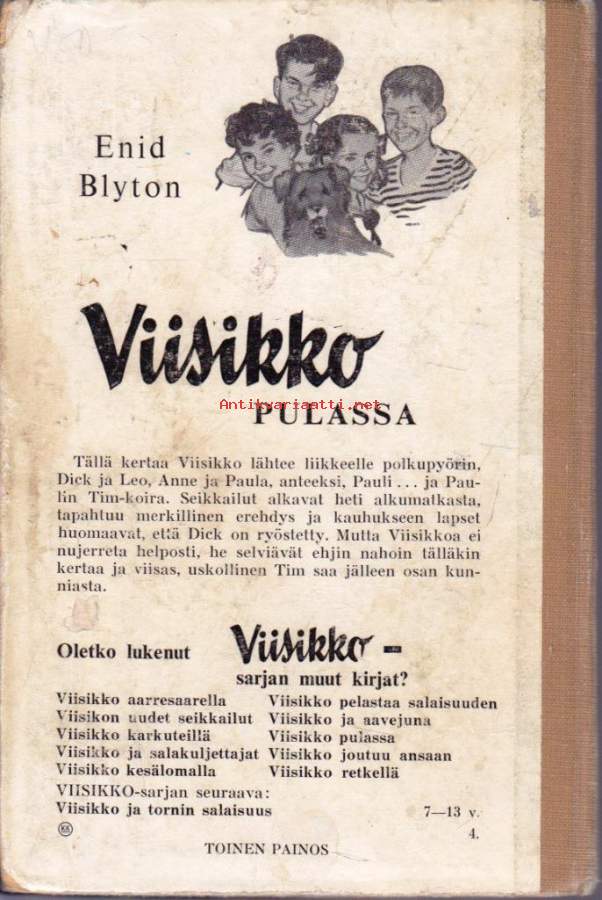 Enid
Blyton
Viisikko
Antikvariaatti.net
PULASSA
Tällä kertaa Viisikko lähtee liikkeelle polkupyörin,
Dick ja Leo, Anne ja Paula, anteeksi, Pauli... ja Pau-
lin Tim-koira. Seikkailut alkavat heti alkumatkasta,
tapahtuu merkillinen erehdys ja kauhukseen lapset
huomaavat, että Dick on ryöstetty. Mutta Viisikkoa ei
nujerreta helposti, he selviävät ehjin nahoin tälläkin
kertaa ja viisas, uskollinen Tim saa jälleen osan kun-
niasta.
Oletko lukenut Viisikko-
sarjan muut kirjat?
Viisikko aarresaarella Viisikko pelastaa salaisuuden
Viisikon uudet seikkailut Viisikko ja aavejuna
Viisikko karkuteillä Viisikko pulassa
Viisikko ja salakuljettajat Viisikko joutuu ansaan
Viisikko kesälomalla Viisikko retkellä
VIISIKKO-sarjan seuraava:
Viisikko ja tornin salaisuus 7—13 v.
KK 4.
TOINEN PAINOS